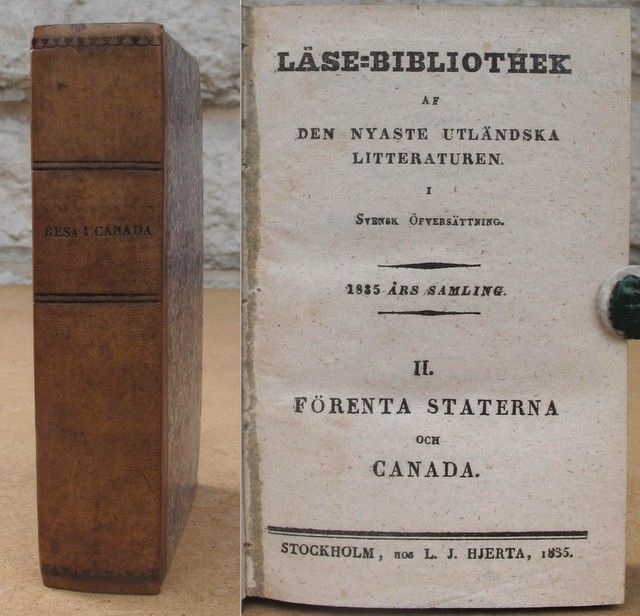 RESA I CANADA
LÄSE=BIBLIOTHEK
AF
DEN NYASTE UTLÄNDSKA
LITTERATUREN.
I
SVENSK ÖFVERSÄTTNING.
1835 ÅRS SAMLING.
II.
FÖRENTA STATERNA
OCH
CANADA.
STOCKHOLM, HOS L. J. HJERTA, 1835.